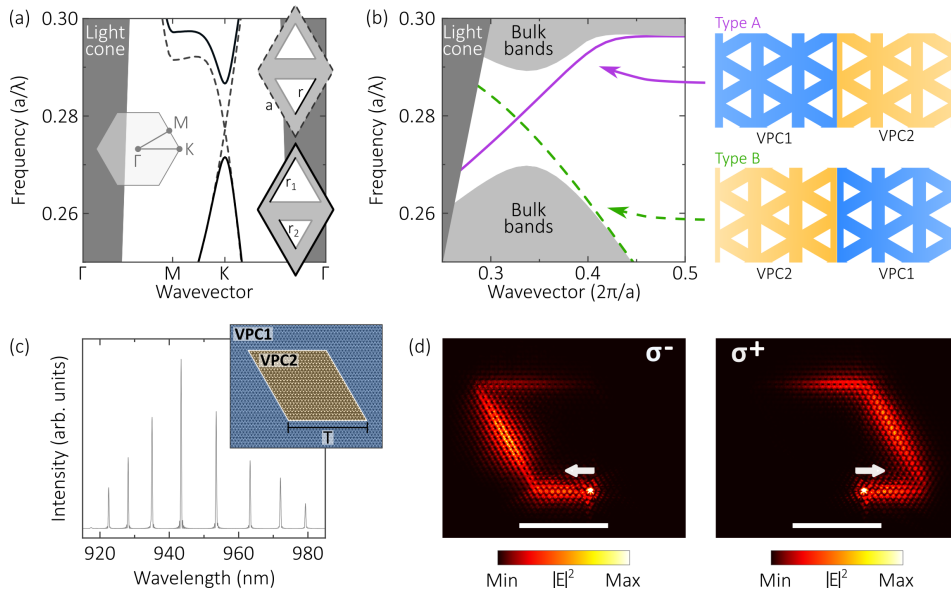 (a)
0.30
0.28
0.26
Frequency (a/λ)
Light
cone
M
Γ
K
a
r
r1
r2
Γ
M
K
Γ
Wavevector
(b)
0.30
0.28
0.26
Frequency (a/λ)
Light
cone
Bulk
bands
Bulk
bands
0.3
0.4
0.5
Wavevector (2π/a)
Type A
VPC1
VPC2
Type B
VPC2
VPC1
(c)
Intensity (arb. units)
VPC1
VPC2
T
920
940
960
980
Wavelength (nm)
(d)
σ-
σ+
Min
|E|2
Max
Min
|E|2
Max